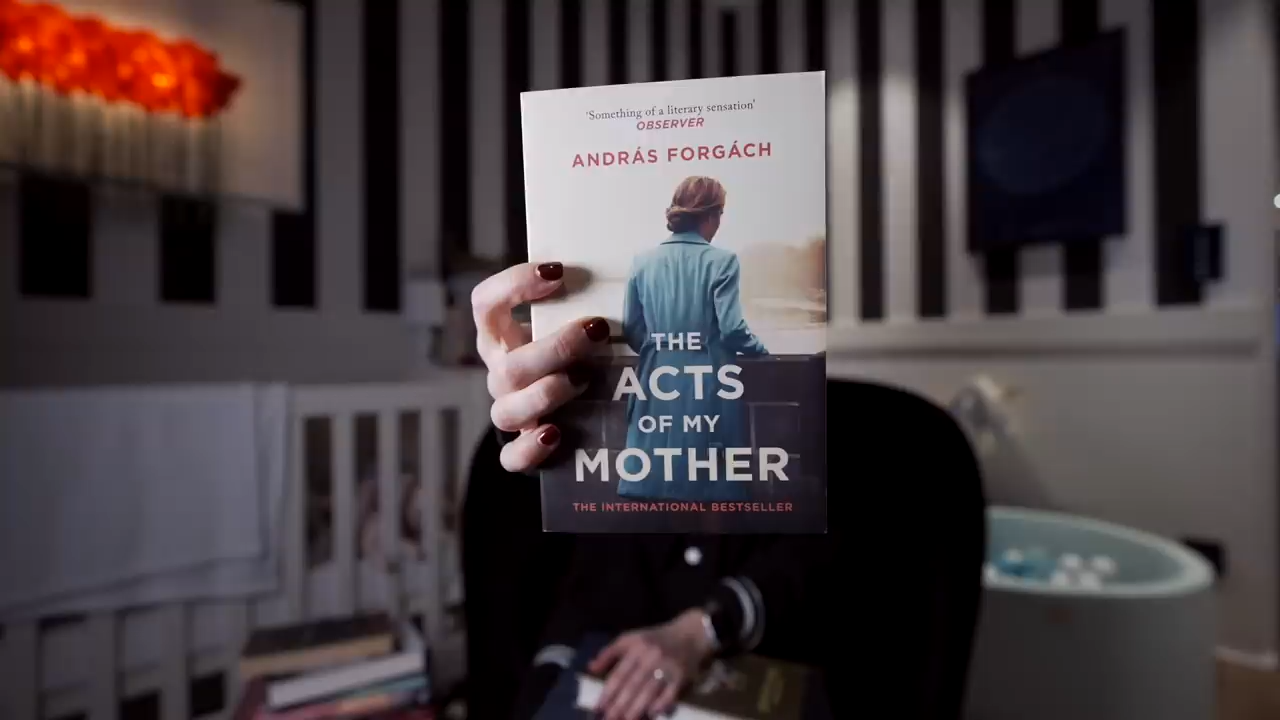 'Something of a literary sensation'
OBSERVER
ANDRÁS FORGÁCH
THE
ACTS
OF MY
MOTHER
THE INTERNATIONAL BESTSELLER